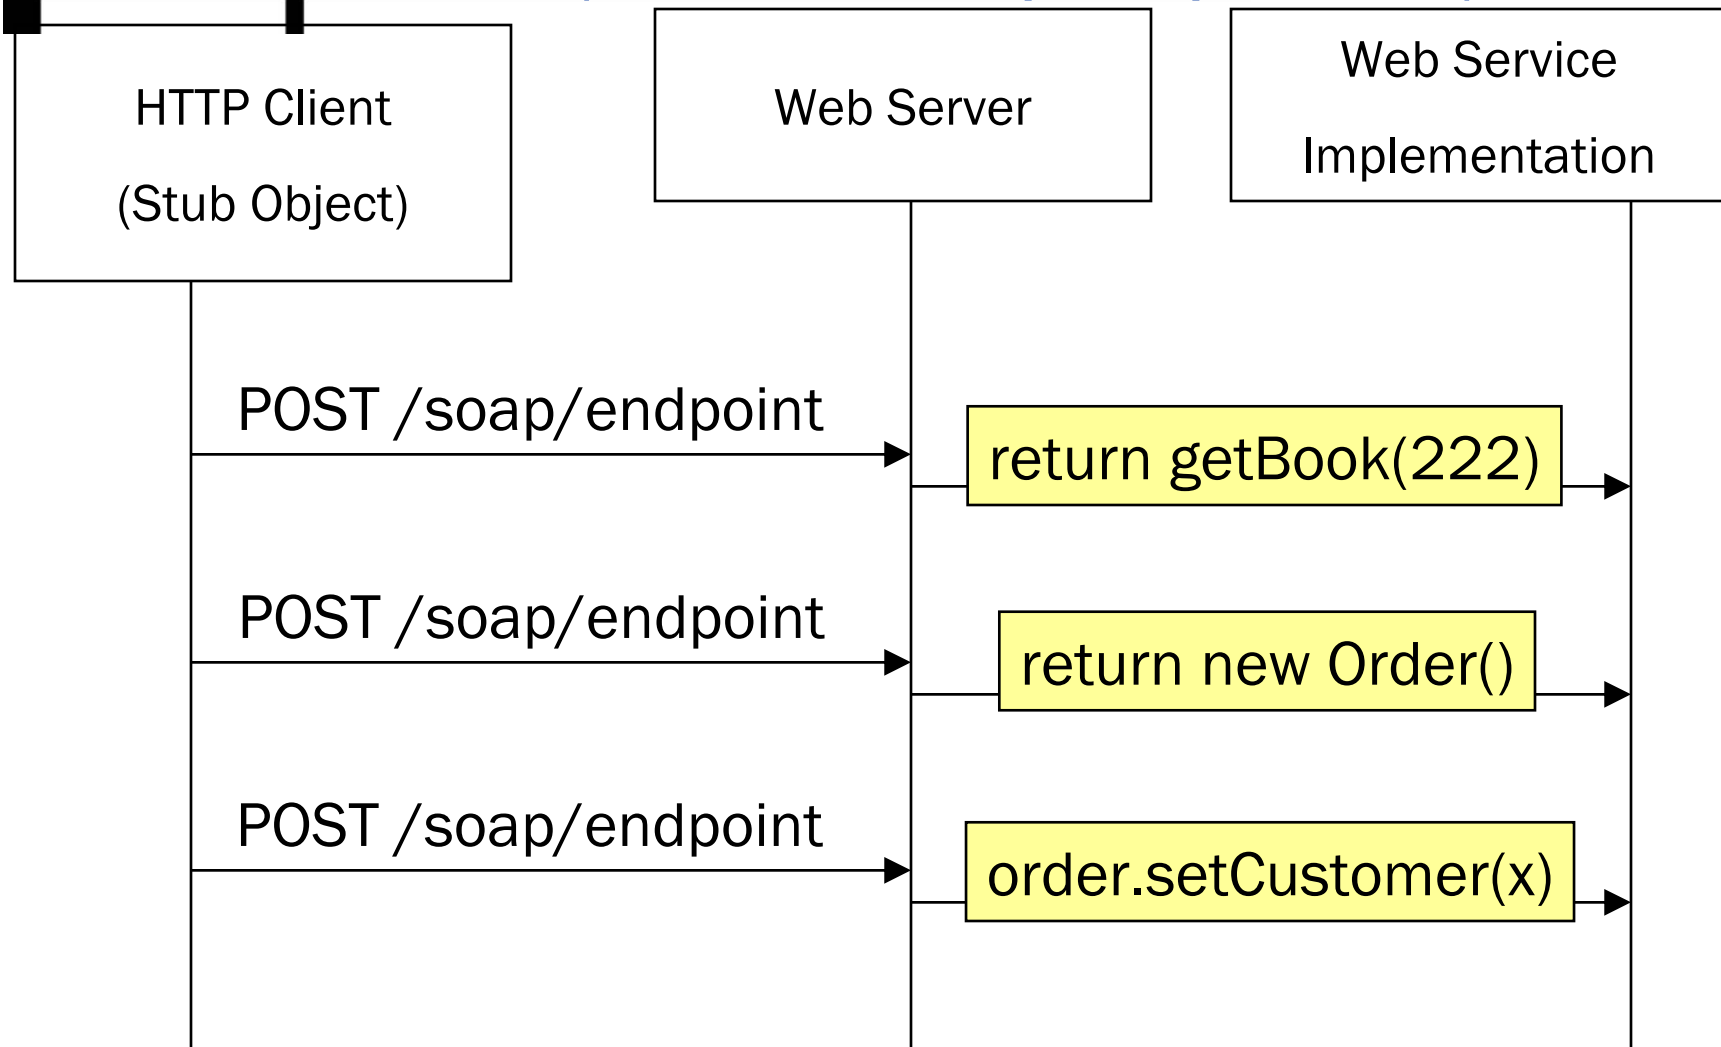 HTTP Client
(Stub Object)
Web Server
Web Service
Implementation
POST /soap/endpoint
return getBook(222)
POST /soap/endpoint
return new Order()
POST /soap/endpoint
order.setCustomer(x)